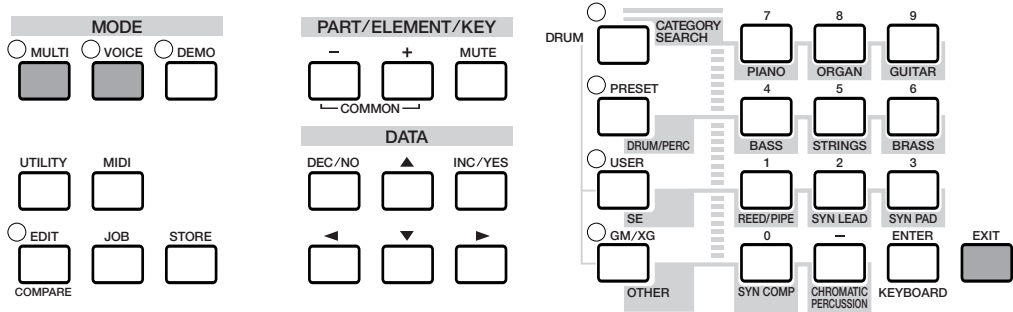 MODE
MULTI VOICE DEMO
UTILITY MIDI
EDIT JOB STORE
COMPARE
PART/ELEMENT/KEY
– + MUTE
COMMON
DATA
DEC/NO ▲ INC/YES
◄ ▼ ►
DRUM
CATEGORY
SEARCH
7 8 9
PIANO ORGAN GUITAR
PRESET 4 5 6
DRUM/PERC BASS STRINGS BRASS
USER 1 2 3
SE REED/PIPE SYN LEAD SYN PAD
GM/XG 0 – ENTER EXIT
OTHER SYN COMP CHROMATIC
PERCUSSION KEYBOARD